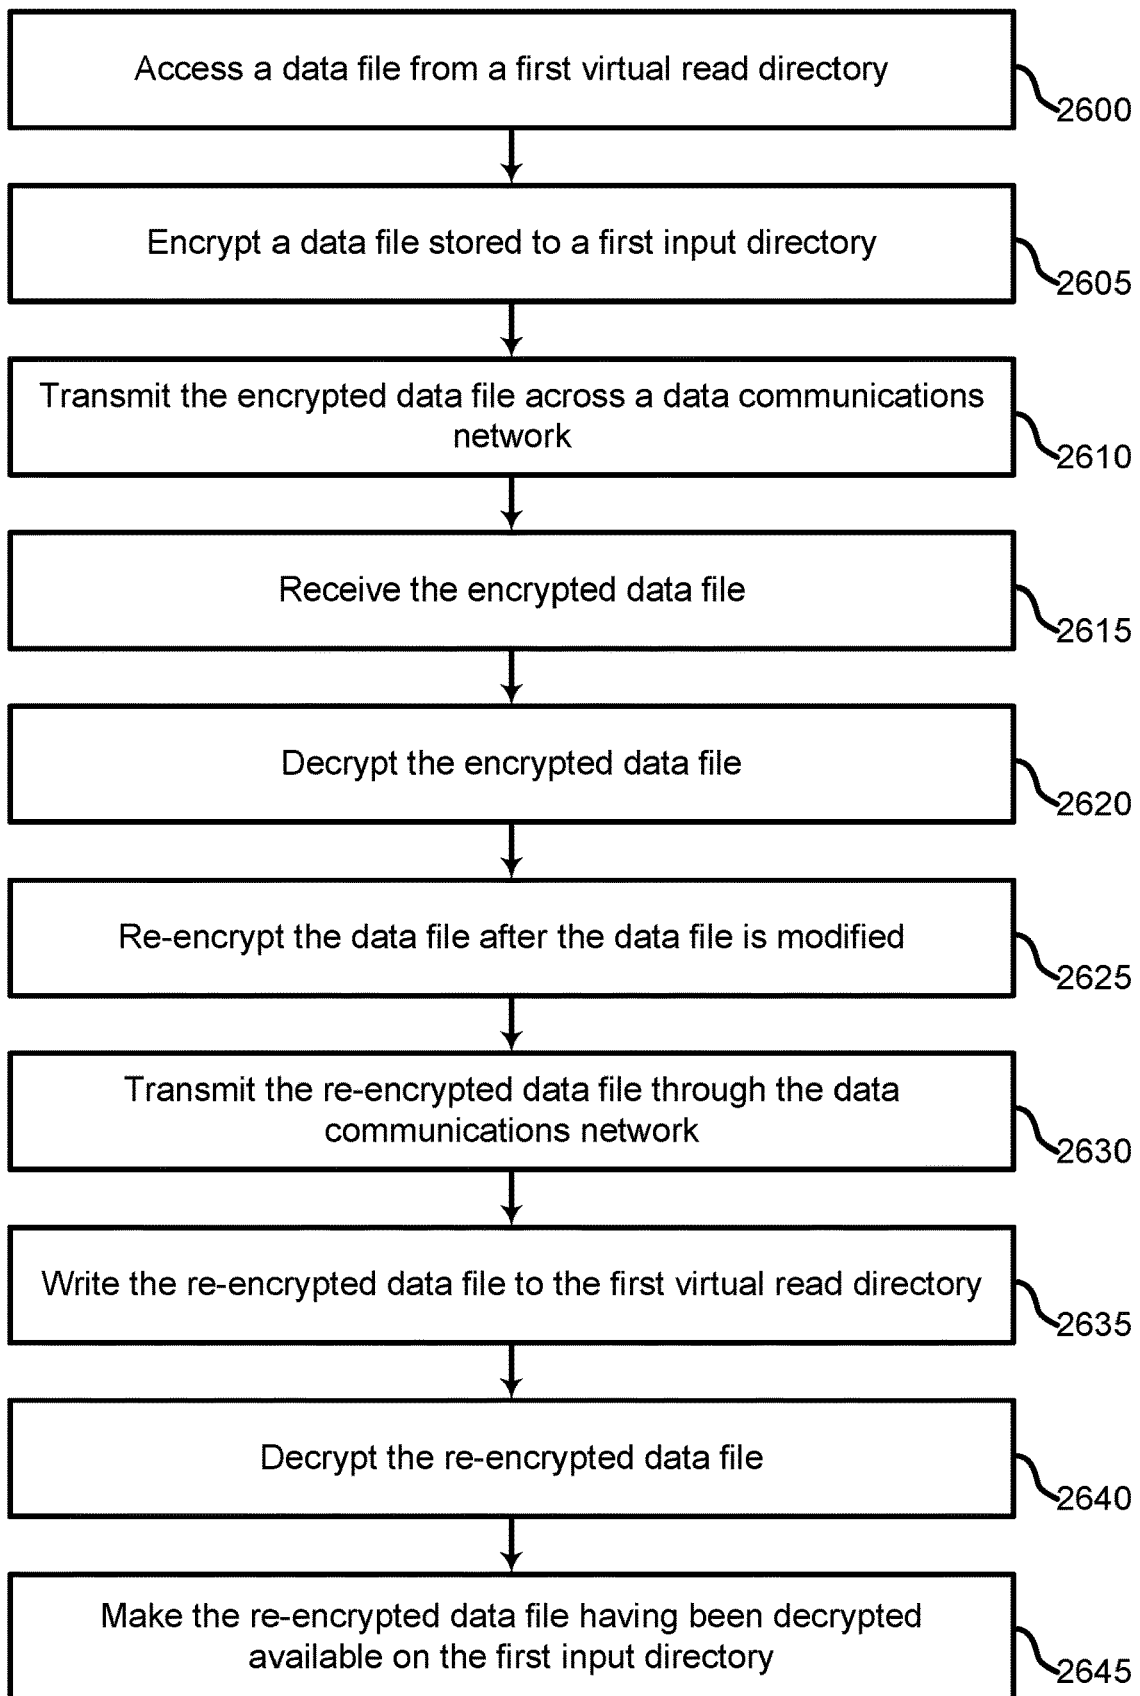 Access a data file from a first virtual read directory
2600
Encrypt a data file stored to a first input directory
2605
Transmit the encrypted data file across a data communications
network
2610
Receive the encrypted data file
2615
Decrypt the encrypted data file
2620
Re-encrypt the data file after the data file is modified
2625
Transmit the re-encrypted data file through the data
communications network
2630
Write the re-encrypted data file to the first virtual read directory
2635
Decrypt the re-encrypted data file
2640
Make the re-encrypted data file having been decrypted
available on the first input directory
2645